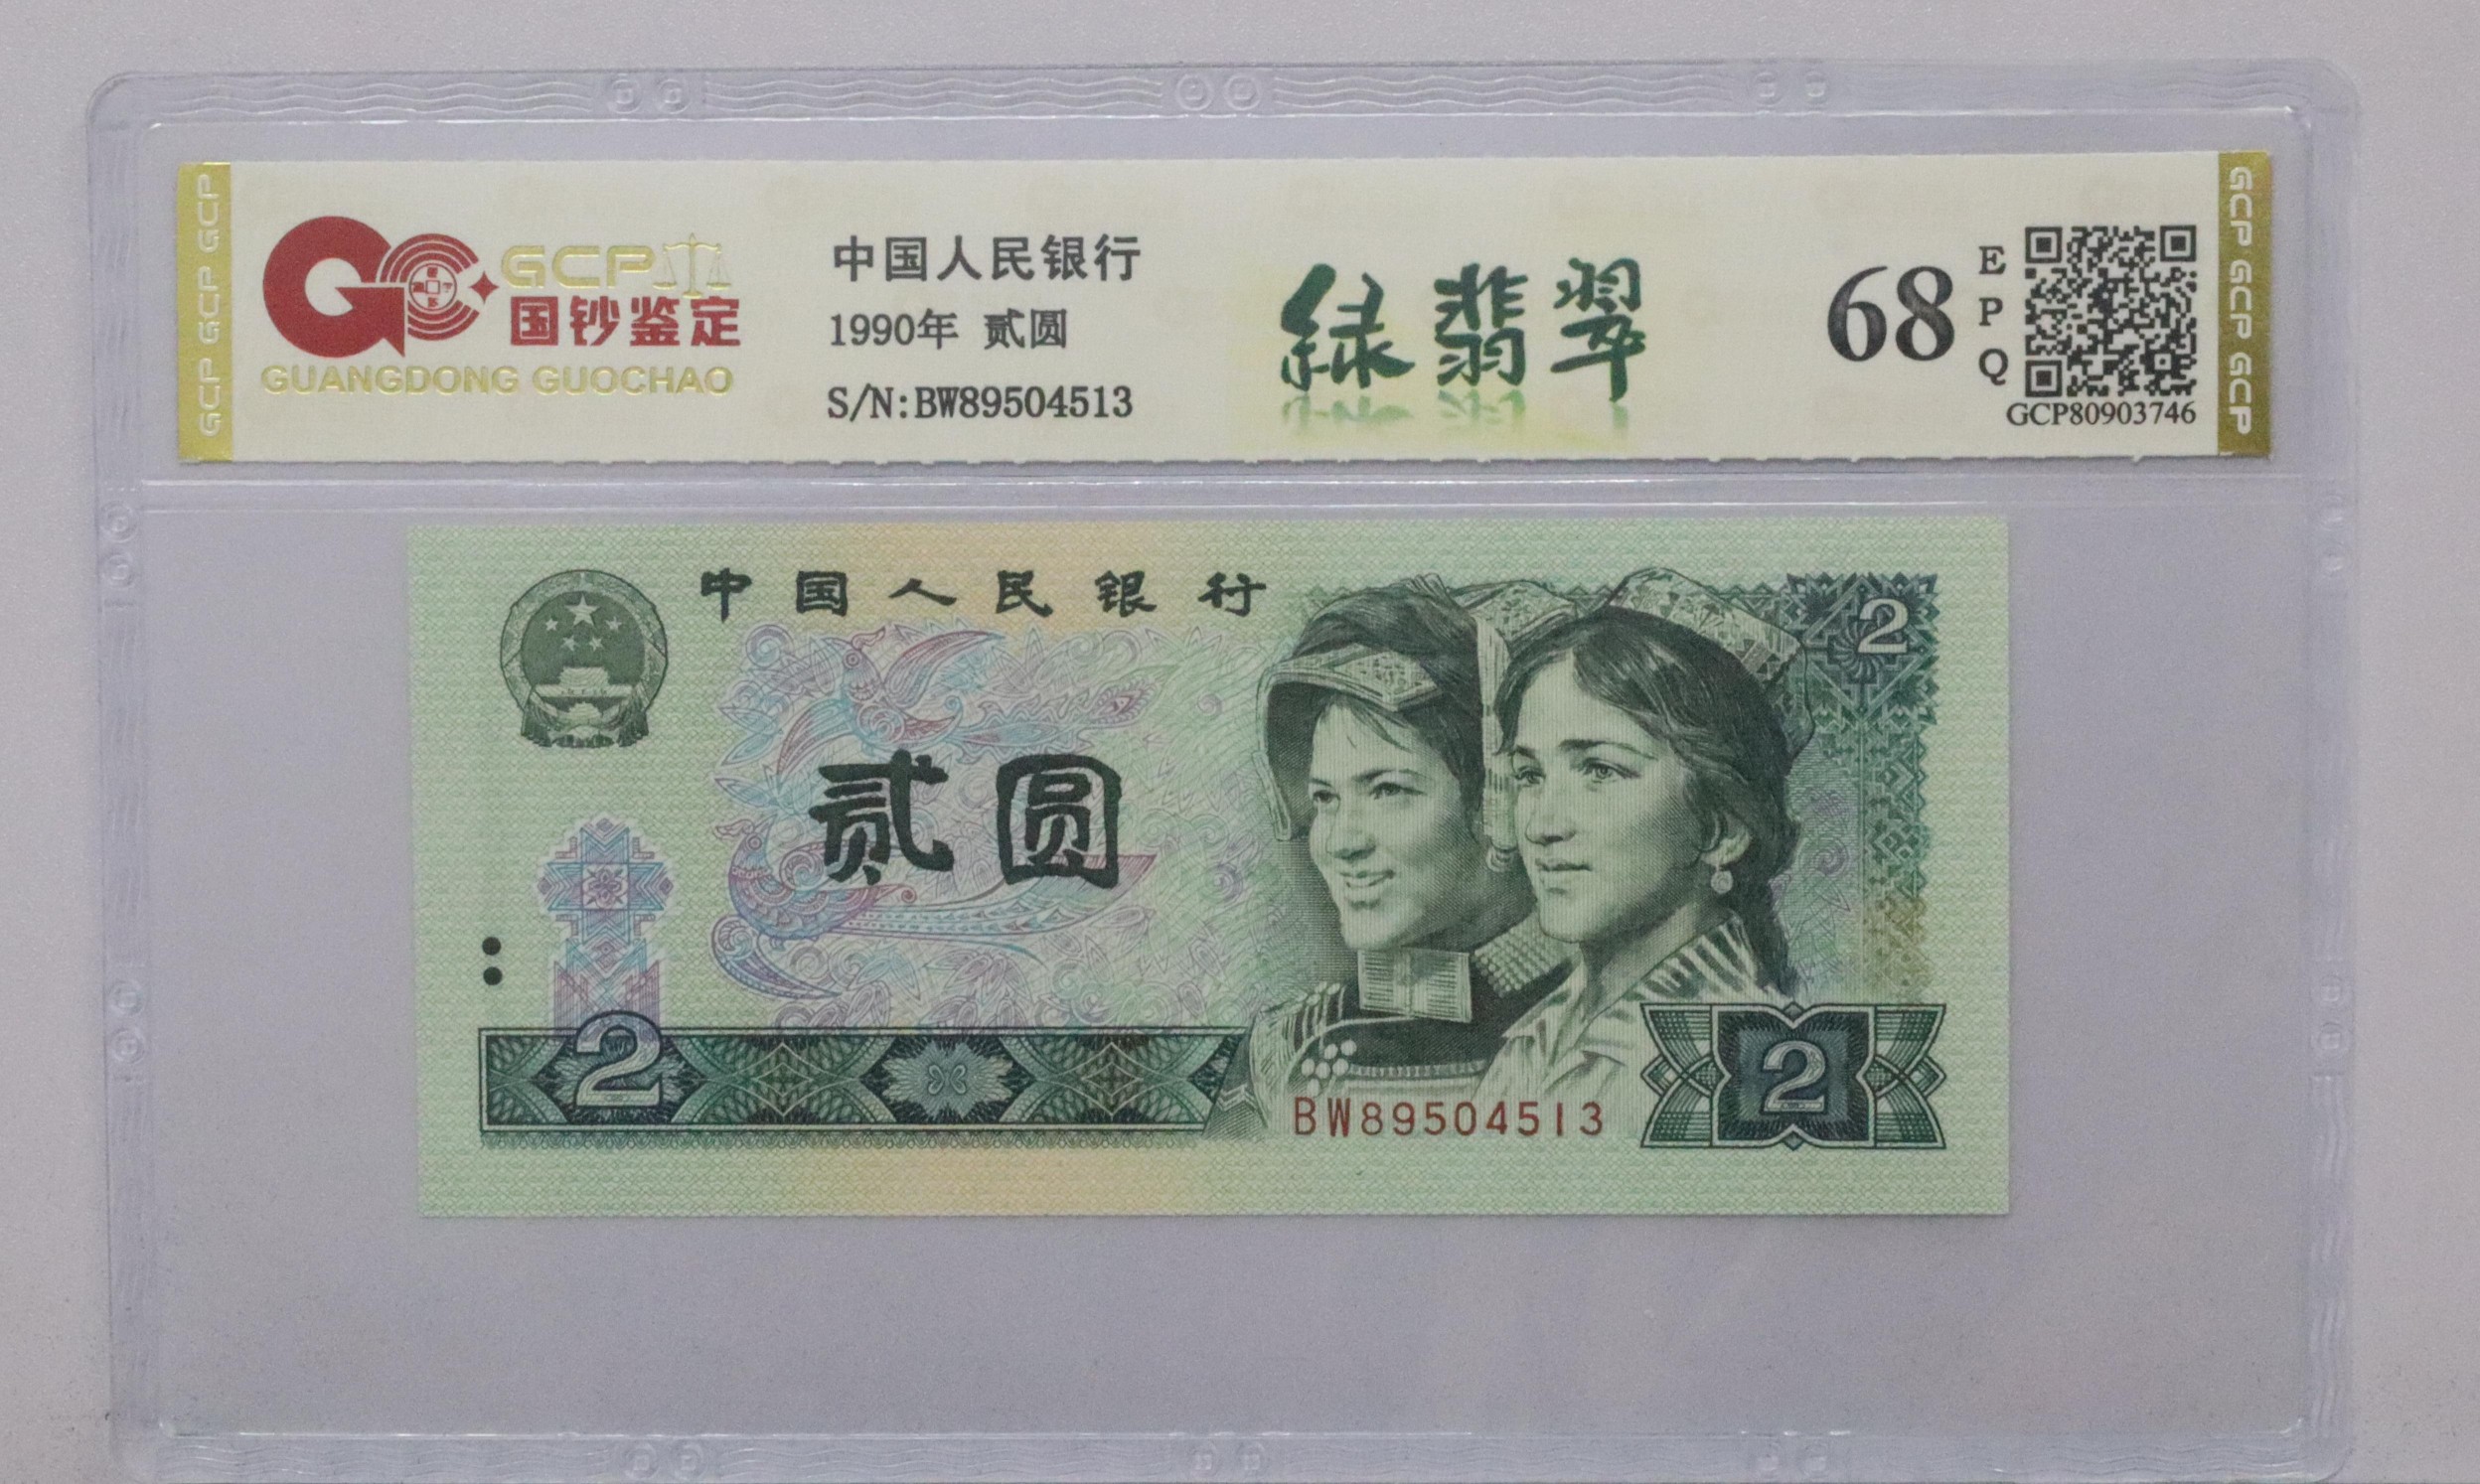 GCP GCP GCP
GCP
国钞鉴定
GUANGDONG GUOCHAO
中国人民银行
1990年 贰圆
S/N:BW89504513
绿翡翠
68
E
P
Q
GCP80903746
GCP GCP GCP
中国人民银行
2
贰圆
2
BW89504513
2